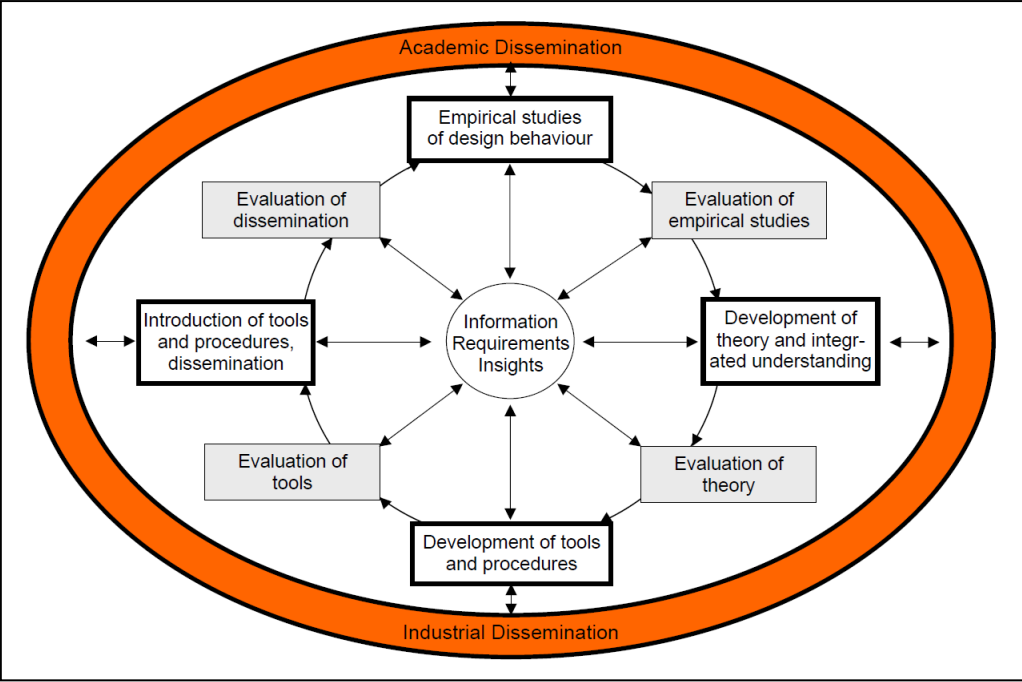 Academic Dissemination
Empirical studies
of design behaviour
Evaluation of
dissemination
Evaluation of
empirical studies
Introduction of tools
and procedures,
dissemination
Information
Requirements
Insights
Development of
theory and integr-
ated understanding
Evaluation of
tools
Evaluation of
theory
Development of tools
and procedures
Industrial Dissemination